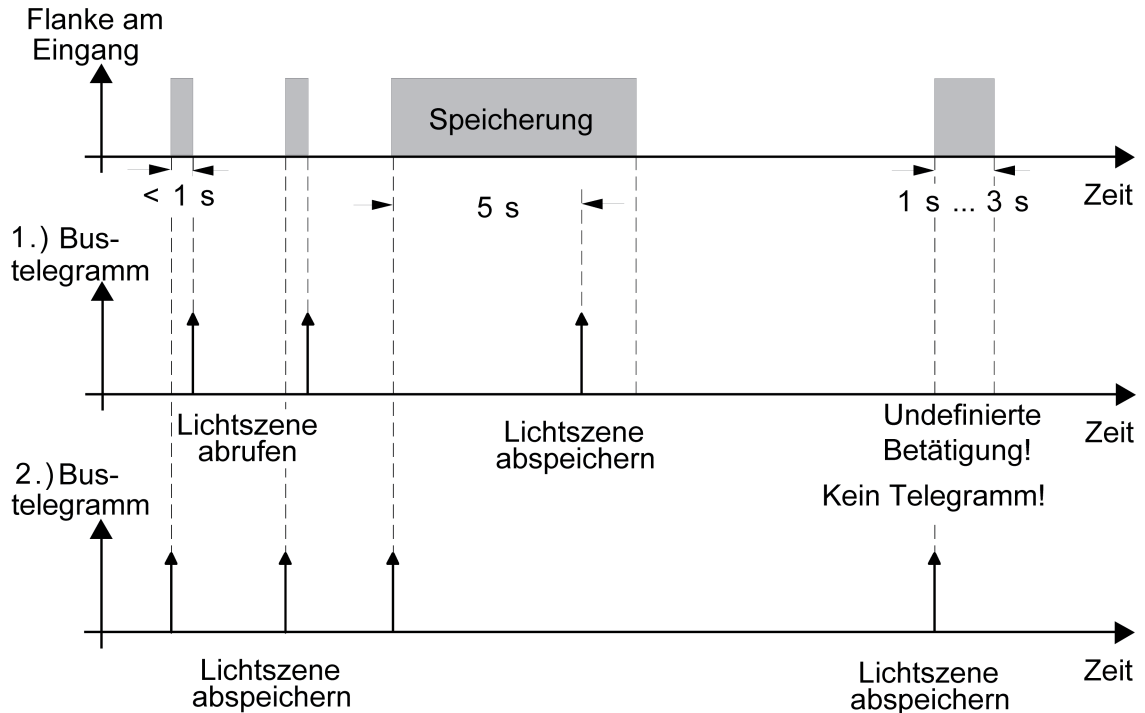 Flanke am
Eingang
Speicherung
< 1 s
5 s
1 s ... 3 s
Zeit
1.) Bus-
telegramm
Lichtszene
abrufen
Lichtszene
abspeichern
Undefinierte
Betätigung!
Zeit
Kein Telegramm!
2.) Bus-
telegramm
Lichtszene
abspeichern
Lichtszene
abspeichern
Zeit